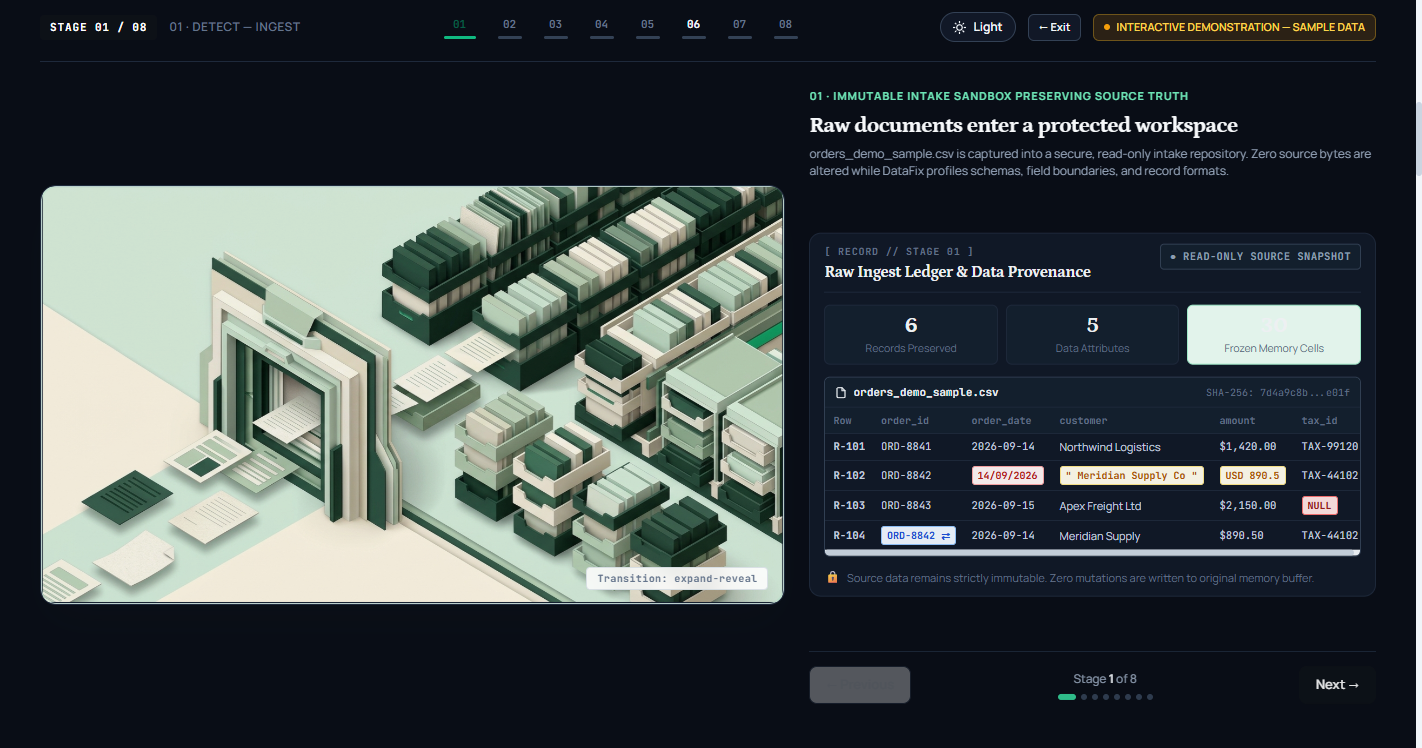 STAGE 01 / 08
01 · DETECT — INGEST
01 02 03 04 05 06 07 08
Light
← Exit
INTERACTIVE DEMONSTRATION — SAMPLE DATA
01 · IMMUTABLE INTAKE SANDBOX PRESERVING SOURCE TRUTH
Raw documents enter a protected workspace
orders_demo_sample.csv is captured into a secure, read-only intake repository. Zero source bytes are
altered while DataFix profiles schemas, field boundaries, and record formats.
Transition: expand-reveal
[ RECORD // STAGE 01 ]
Raw Ingest Ledger & Data Provenance
● READ-ONLY SOURCE SNAPSHOT
6
Records Preserved
5
Data Attributes
Frozen Memory Cells
orders_demo_sample.csv
SHA-256: 7d4a9c8b...e01f
Row order_id order_date customer amount tax_id
R-101 ORD-8841 2026-09-14 Northwind Logistics $1,420.00 TAX-99120
R-102 ORD-8842 14/09/2026 " Meridian Supply Co " USD 890.5 TAX-44102
R-103 ORD-8843 2026-09-15 Apex Freight Ltd $2,150.00 NULL
R-104 ORD-8842 ⇄ 2026-09-14 Meridian Supply $890.50 TAX-44102
🔒 Source data remains strictly immutable. Zero mutations are written to original memory buffer.
Stage 1 of 8
Next →